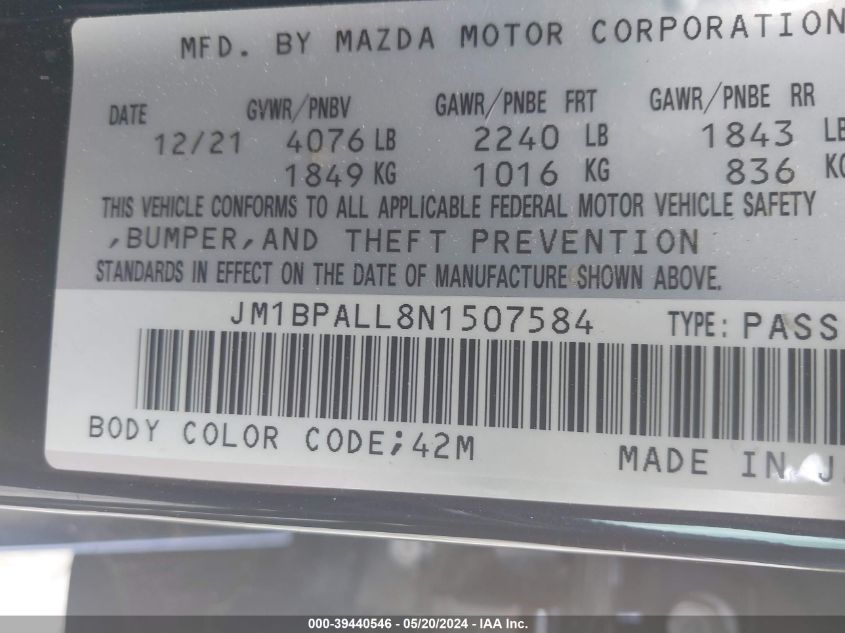 MFD. BY MAZDA MOTOR CORPORATION
DATE GVWR/PNBV GAWR/PNBE FRT GAWR/PNBE RR
12/21 4076 LB 2240 LB 1843 LB
1849 KG 1016 KG 836 KG
THIS VEHICLE CONFORMS TO ALL APPLICABLE FEDERAL MOTOR VEHICLE SAFETY
,BUMPER,AND THEFT PREVENTION
STANDARDS IN EFFECT ON THE DATE OF MANUFACTURE SHOWN ABOVE.
JM1BPALL8N1507584 TYPE: PASS
BODY COLOR CODE;42M MADE IN
000-39440546 - 05/20/2024 - IAA Inc.